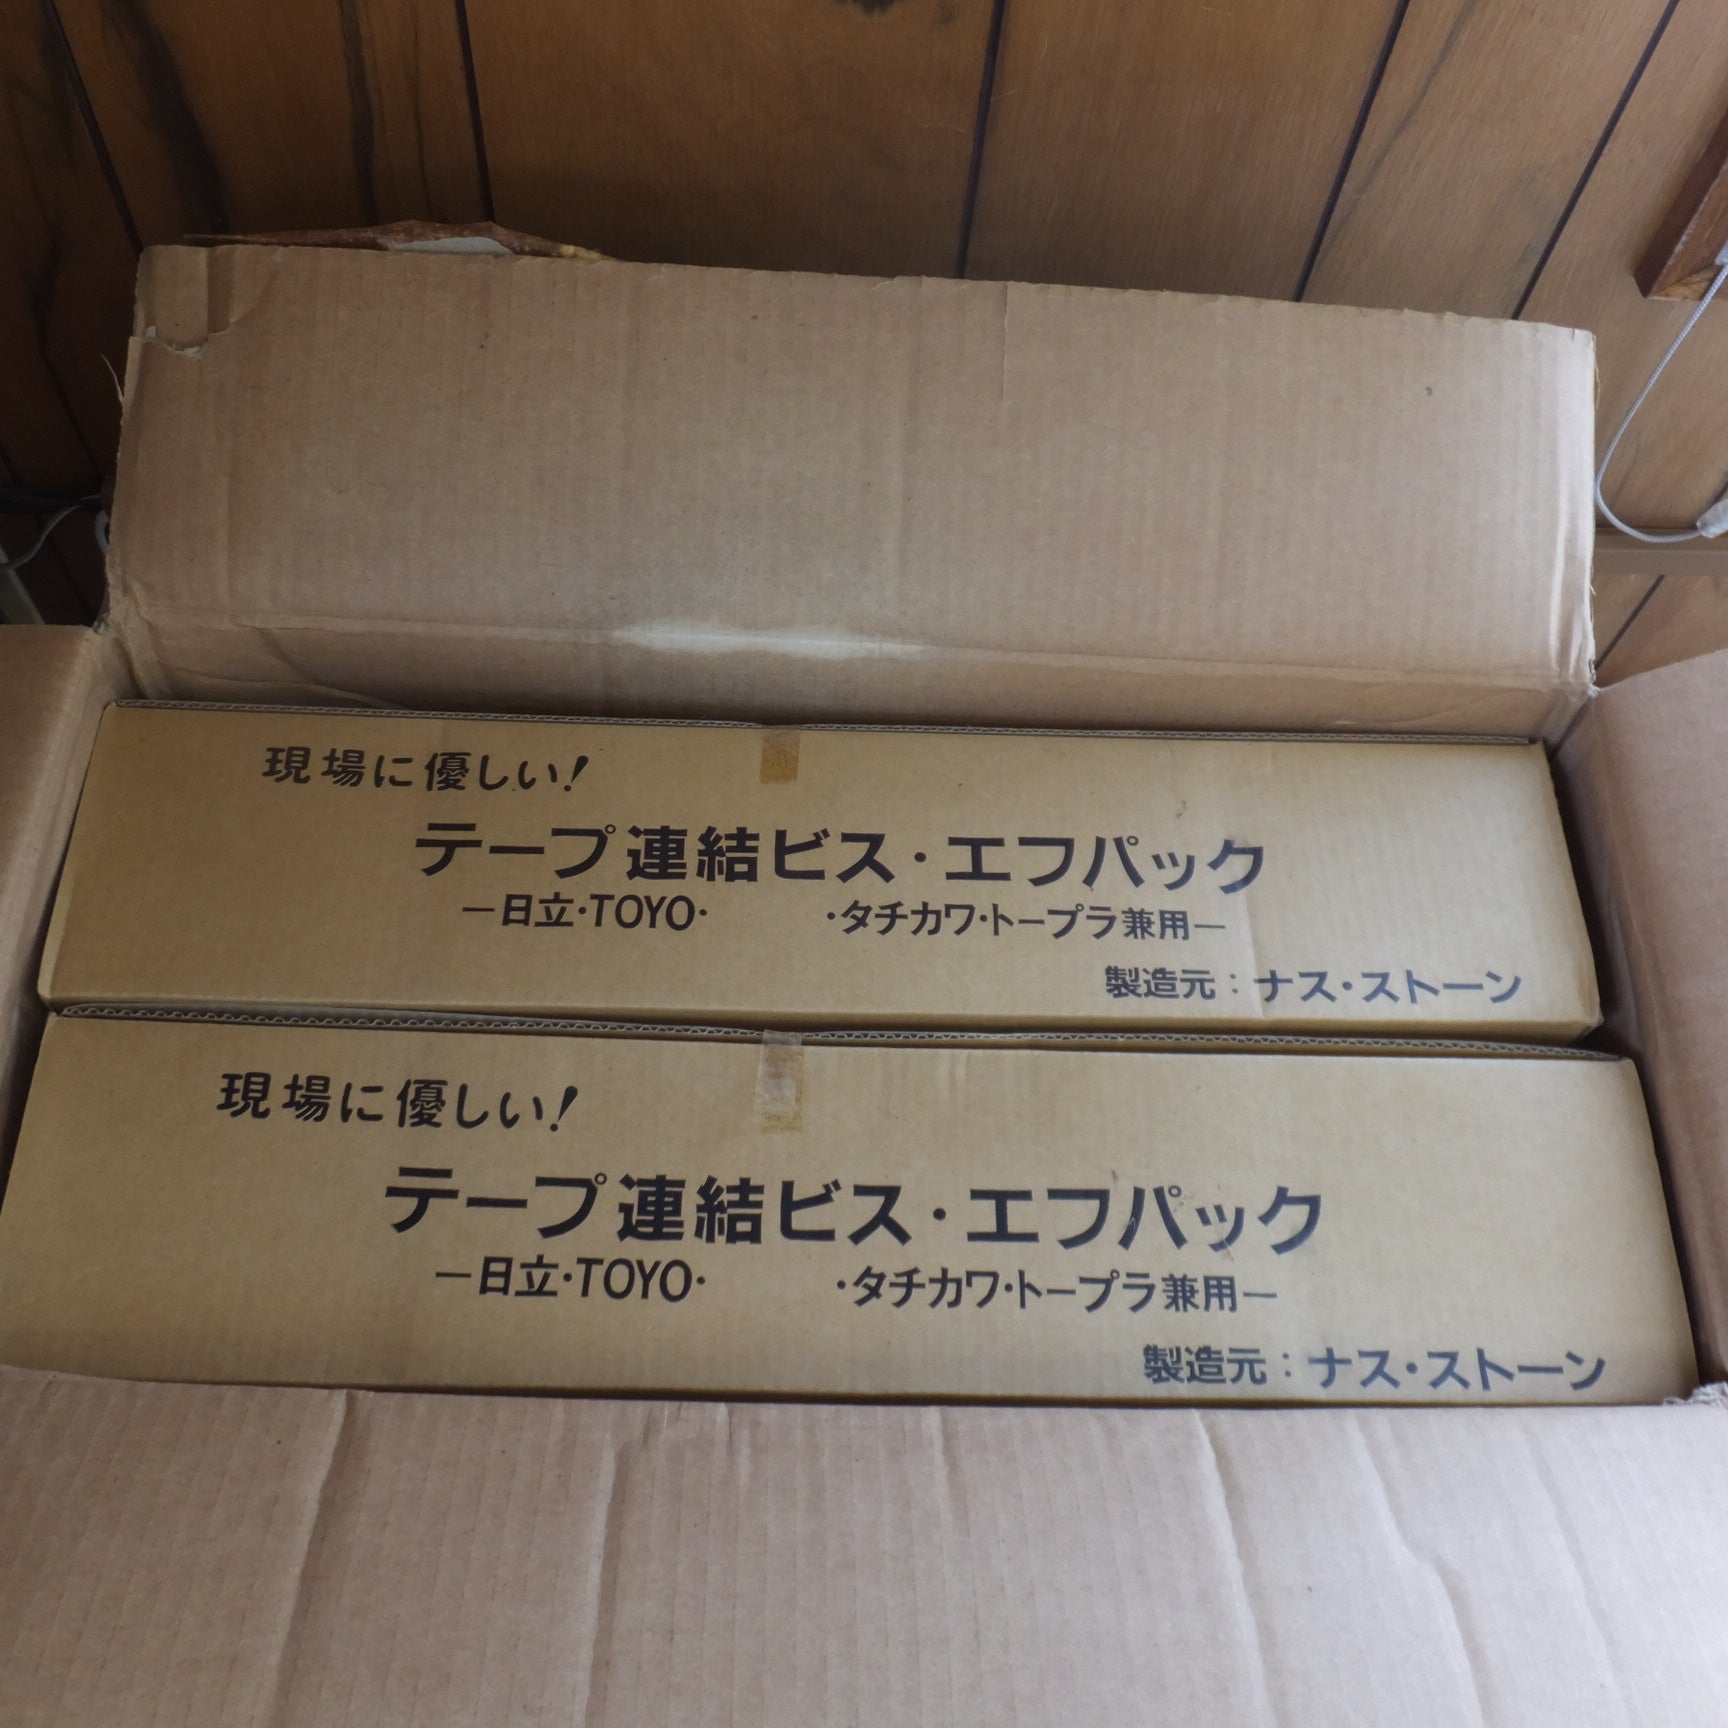 現場に優しい!
テープ連結ビス・エフパック
―日立・TOYO・ ・タチカワ・トープラ兼用―
製造元：ナス・ストーン
現場に優しい!
テープ連結ビス・エフパック
―日立・TOYO・ ・タチカワ・トープラ兼用―
製造元：ナス・ストーン